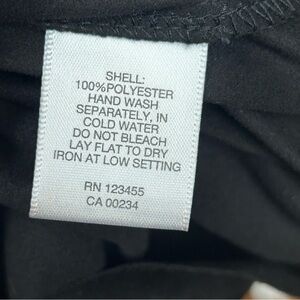 SHELL:
100%POLYESTER
HAND WASH
SEPARATELY, IN
COLD WATER
DO NOT BLEACH
LAY FLAT TO DRY
IRON AT LOW SETTING
RN 123455
CA 00234